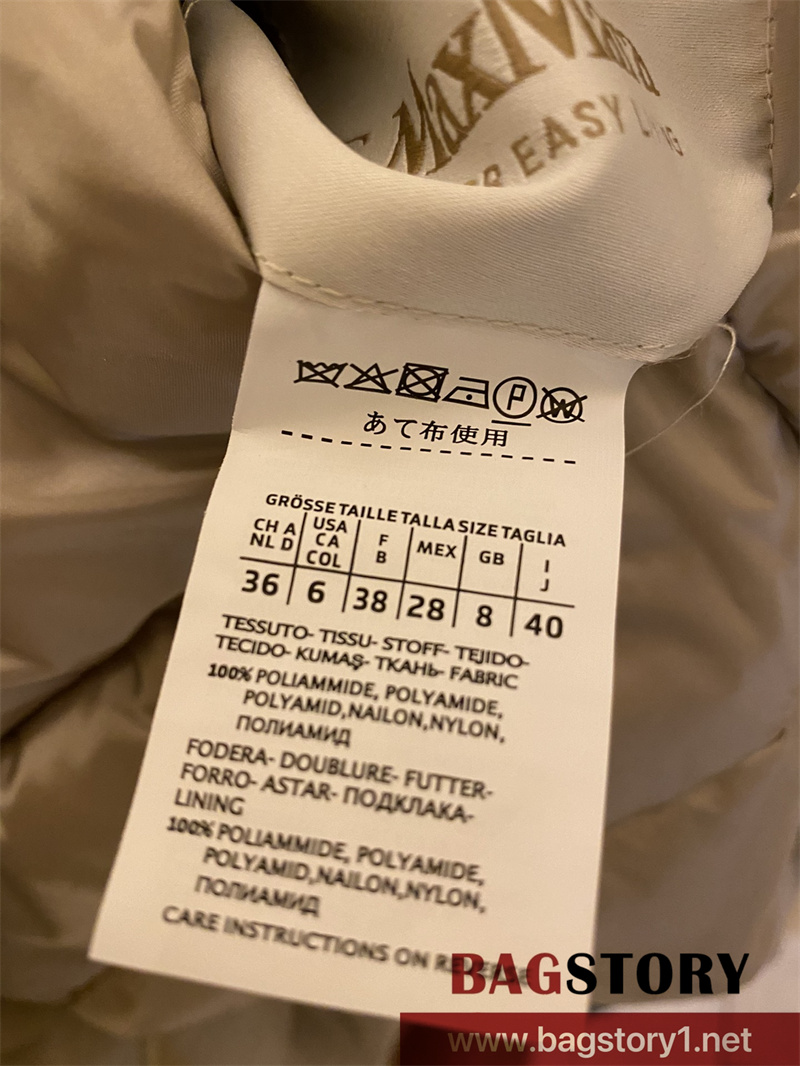 MaxMara
EASY
あて布使用
GRÖSSE TAILLE TALLA SIZE TAGLIA
CH A NL D USA CA COL F B MEX GB I J
36 6 38 28 8 40
TESSUTO- TISSU- STOFF- TEJIDO-
TECIDO- KUMAŞ- ТКАНЬ- FABRIC
100% POLIAMMIDE, POLYAMIDE,
POLYAMID,NAILON,NYLON,
ПОЛИАМИД
FODERA- DOUBLURE- FUTTER-
FORRO- ASTAR- ПОДКЛАКА-
LINING
100% POLIAMMIDE, POLYAMIDE,
POLYAMID,NAILON,NYLON,
ПОЛИАМИД
CARE INSTRUCTIONS ON REVERSE
BAGSTORY
www.bagstory1.net